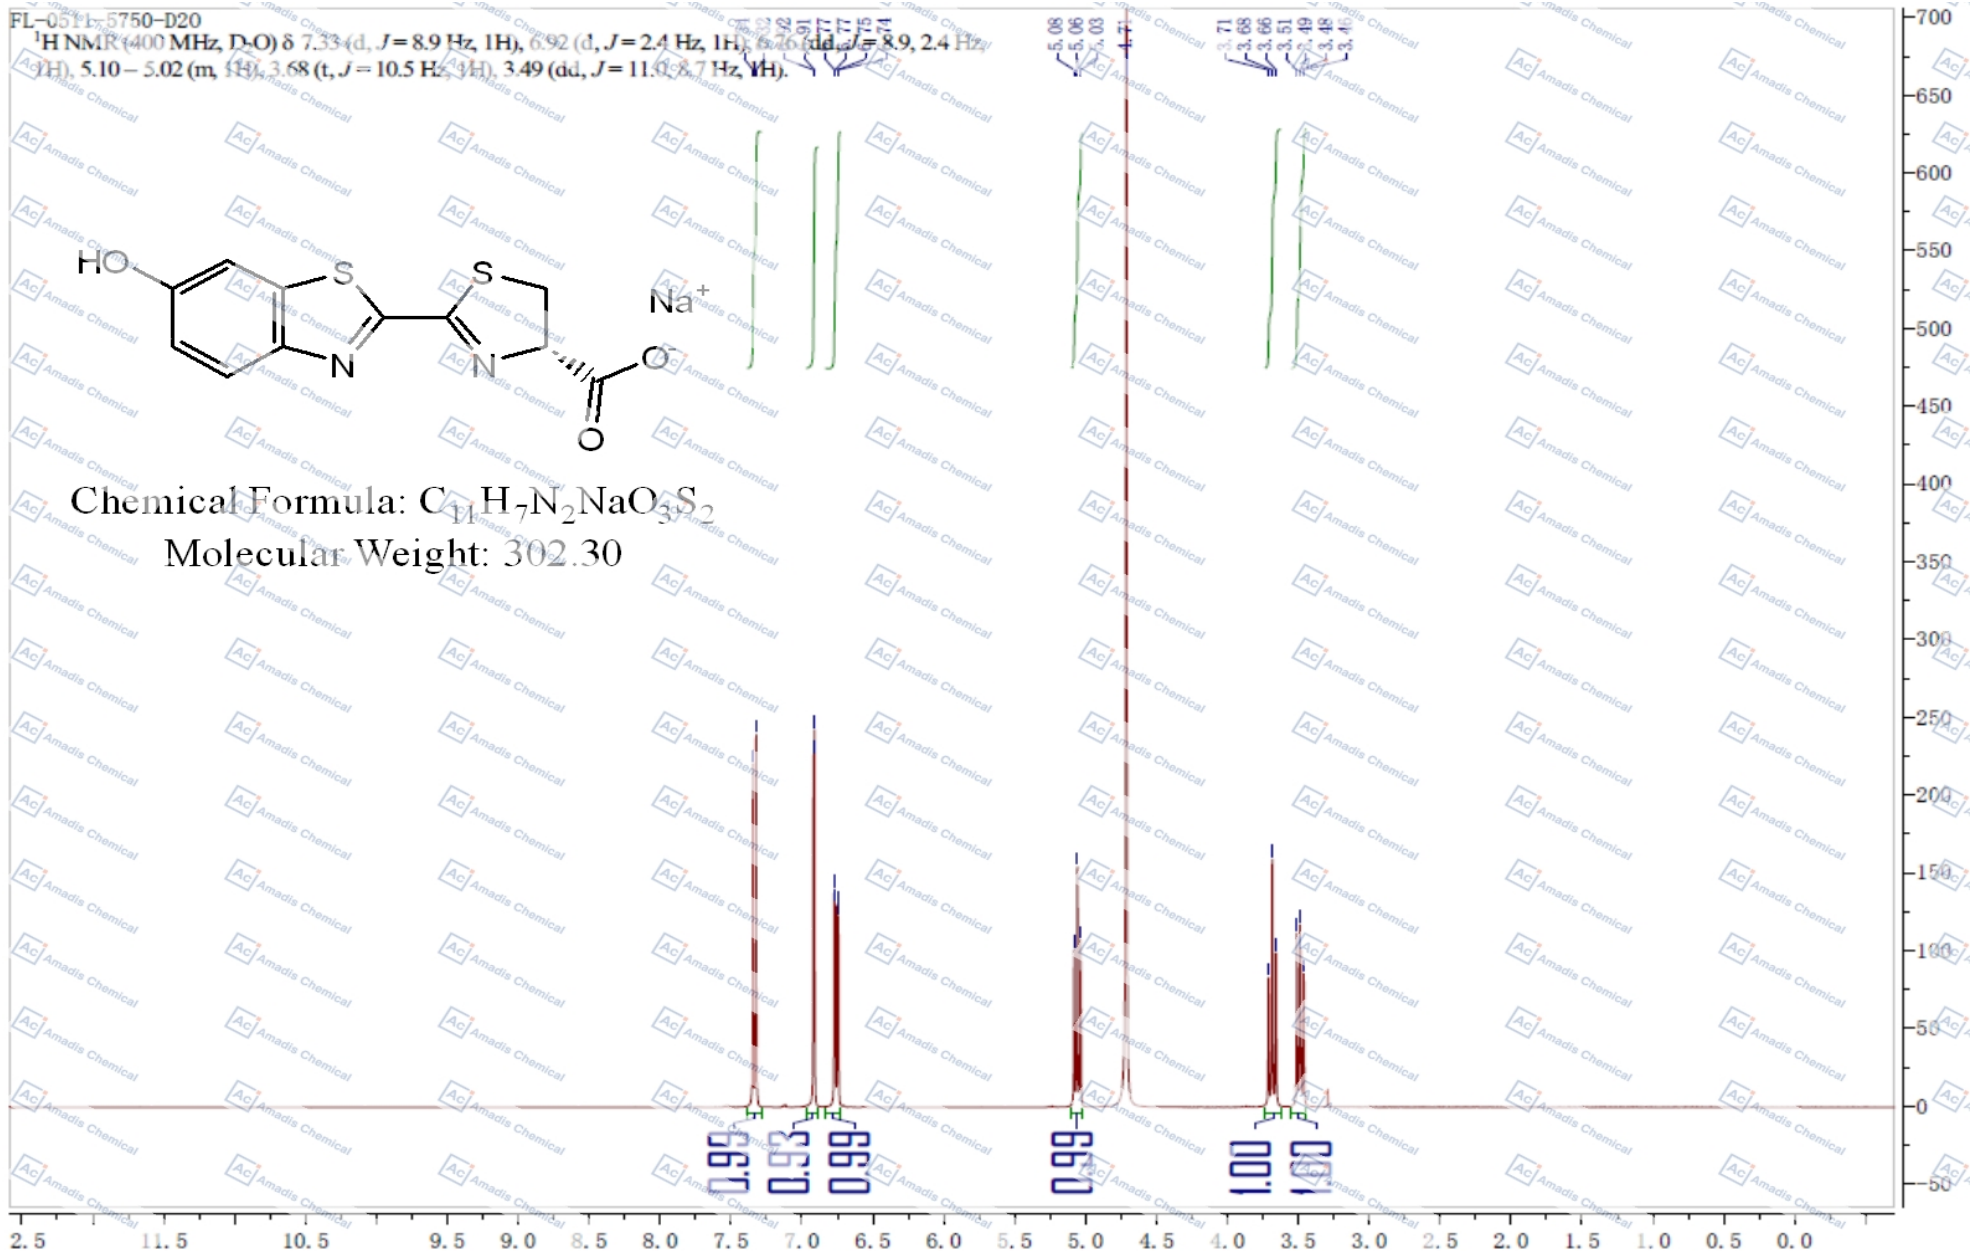 FL-0511-5750-D20
¹H NMR (400 MHz, D₂O) δ 7.33 (d, J = 8.9 Hz, 1H), 6.92 (d, J = 2.4 Hz, 1H), 6.76 (dd, J = 8.9, 2.4 Hz,
1H), 5.10 – 5.02 (m, 1H), 3.68 (t, J = 10.5 Hz, 1H), 3.49 (dd, J = 11.0, 8.7 Hz, 1H).
5.08
5.06
5.03
4.71
3.71
3.68
3.66
3.51
3.49
3.48
3.46
HO
S
N
S
N
O⁻
O
Na⁺
Chemical Formula: C₁₁H₇N₂NaO₃S₂
Molecular Weight: 302.30
700
650
600
550
500
450
400
350
300
250
200
150
100
50
0
-50
0.99
0.93
0.99
0.99
1.00
1.00
2.5 11.5 10.5 9.5 9.0 8.5 8.0 7.5 7.0 6.5 6.0 5.5 5.0 4.5 4.0 3.5 3.0 2.5 2.0 1.5 1.0 0.5 0.0
Ac Amadis Chemical